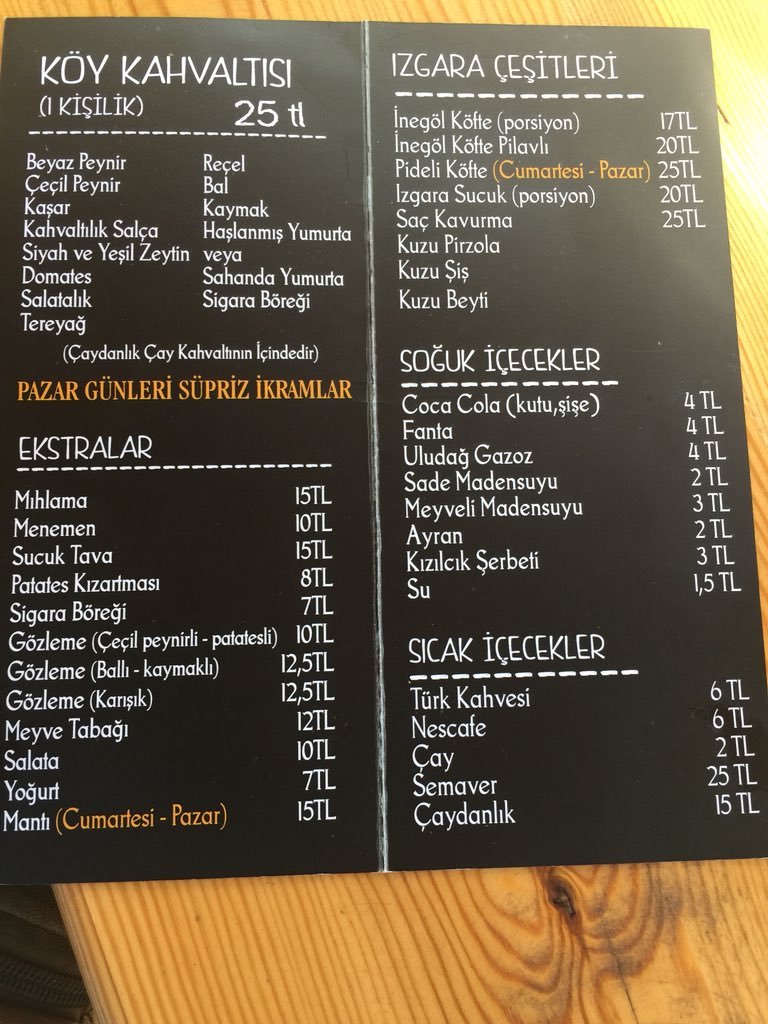 KÖY KAHVALTISI
(1 KİŞİLİK) 25 tl
Beyaz Peynir
Çeçil Peynir
Kaşar
Kahvaltılık Salça
Siyah ve Yeşil Zeytin
Domates
Salatalık
Tereyağ
Reçel
Bal
Kaymak
Haşlanmış Yumurta
veya
Sahanda Yumurta
Sigara Böreği
(Çaydanlık Çay Kahvaltının İçindedir)
PAZAR GÜNLERİ SÜPRİZ İKRAMLAR
EKSTRALAR
Mıhlama 15TL
Menemen 10TL
Sucuk Tava 15TL
Patates Kızartması 8TL
Sigara Böreği 7TL
Gözleme (Çeçil peynirli - patatesli) 10TL
Gözleme (Ballı - kaymaklı) 12,5TL
Gözleme (Karışık) 12,5TL
Meyve Tabağı 12TL
Salata 10TL
Yoğurt 7TL
Mantı (Cumartesi - Pazar) 15TL
IZGARA ÇEŞİTLERİ
İnegöl Köfte (porsiyon) 17TL
İnegöl Köfte Pilavlı 20TL
Pideli Köfte (Cumartesi - Pazar) 25TL
Izgara Sucuk (porsiyon) 20TL
Saç Kavurma 25TL
Kuzu Pirzola
Kuzu Şiş
Kuzu Beyti
SOĞUK İÇECEKLER
Coca Cola (kutu,şişe) 4 TL
Fanta 4 TL
Uludağ Gazoz 4 TL
Sade Madensuyu 2 TL
Meyveli Madensuyu 3 TL
Ayran 2 TL
Kızılcık Şerbeti 3 TL
Su 1,5 TL
SICAK İÇECEKLER
Türk Kahvesi 6 TL
Nescafe 6 TL
Çay 2 TL
Semaver 25 TL
Çaydanlık 15 TL